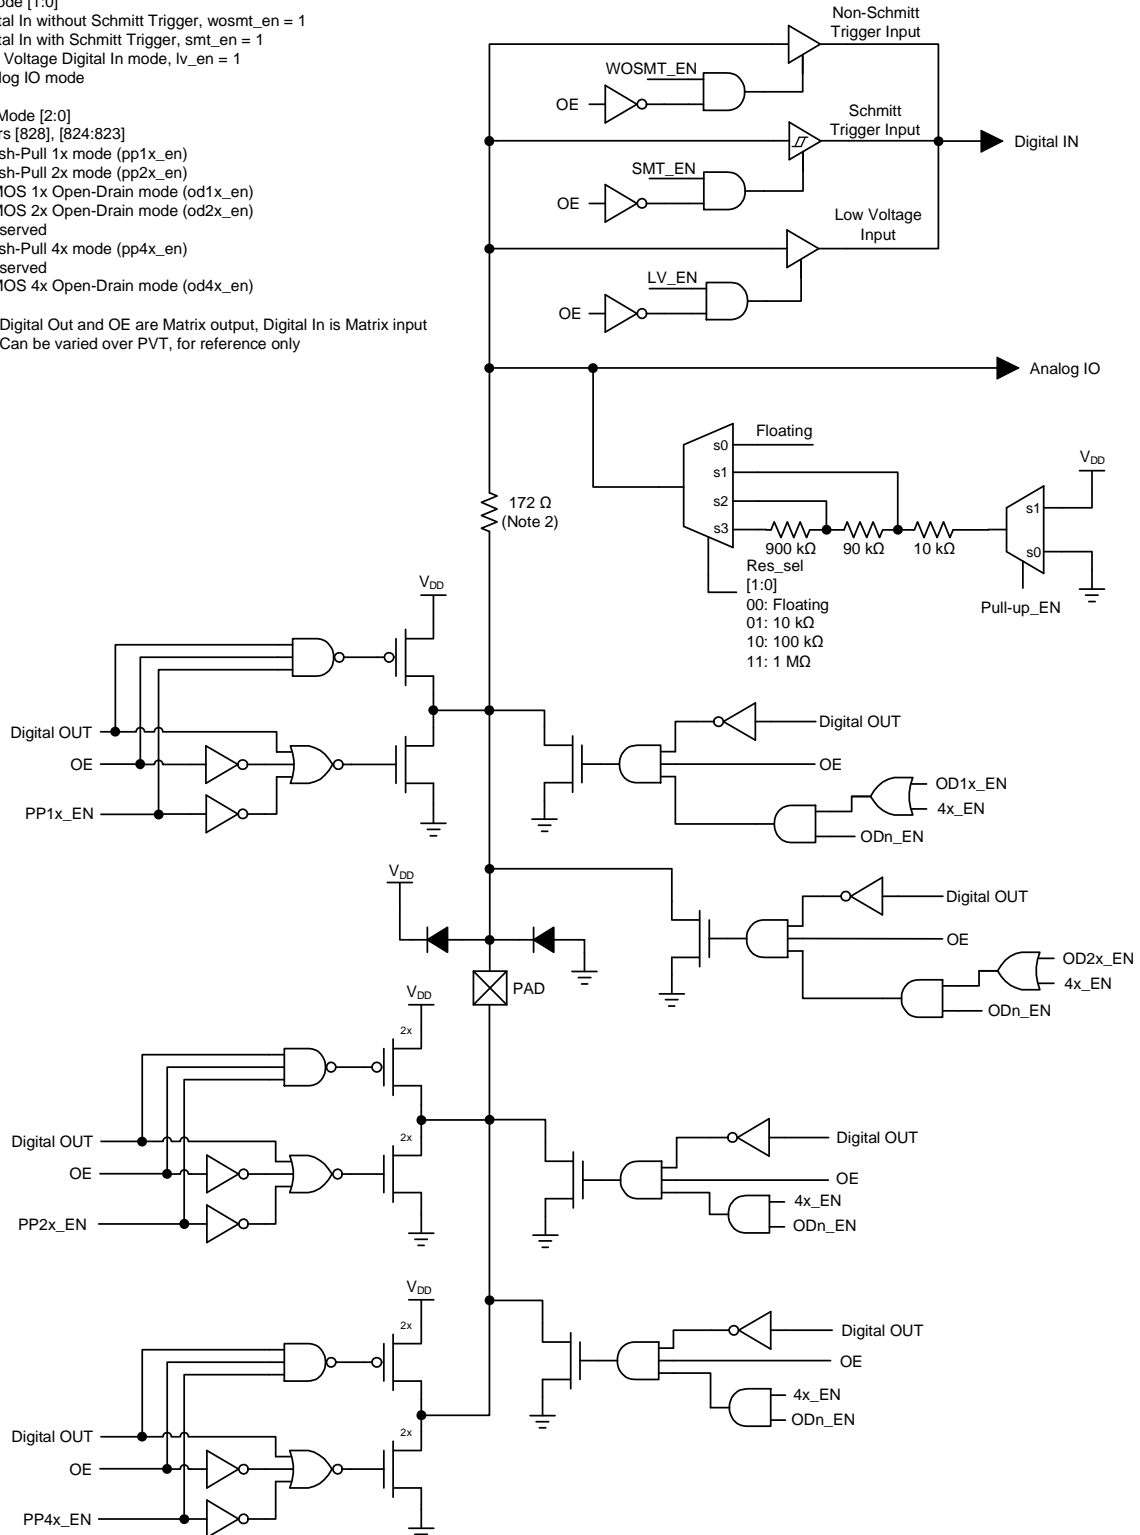 ode [1:0]
tal In without Schmitt Trigger, wosmt_en = 1
tal In with Schmitt Trigger, smt_en = 1
Voltage Digital In mode, lv_en = 1
log IO mode
Mode [2:0]
rs [828], [824:823]
sh-Pull 1x mode (pp1x_en)
sh-Pull 2x mode (pp2x_en)
MOS 1x Open-Drain mode (od1x_en)
MOS 2x Open-Drain mode (od2x_en)
served
sh-Pull 4x mode (pp4x_en)
served
MOS 4x Open-Drain mode (od4x_en)
Digital Out and OE are Matrix output, Digital In is Matrix input
Can be varied over PVT, for reference only
Non-Schmitt
Trigger Input
WOSMT_EN
OE
Schmitt
Trigger Input
Digital IN
SMT_EN
OE
Low Voltage
Input
LV_EN
OE
Analog IO
Floating
s0
s1
s2
s3
VDD
s1
s0
172 Ω
(Note 2)
900 kΩ
90 kΩ
10 kΩ
Res_sel
[1:0]
00: Floating
01: 10 kΩ
10: 100 kΩ
11: 1 MΩ
Pull-up_EN
VDD
Digital OUT
OE
PP1x_EN
Digital OUT
OE
OD1x_EN
4x_EN
ODn_EN
VDD
PAD
Digital OUT
OE
OD2x_EN
4x_EN
ODn_EN
VDD
2x
2x
Digital OUT
OE
PP2x_EN
Digital OUT
OE
4x_EN
ODn_EN
VDD
2x
2x
Digital OUT
OE
PP4x_EN
Digital OUT
OE
4x_EN
ODn_EN